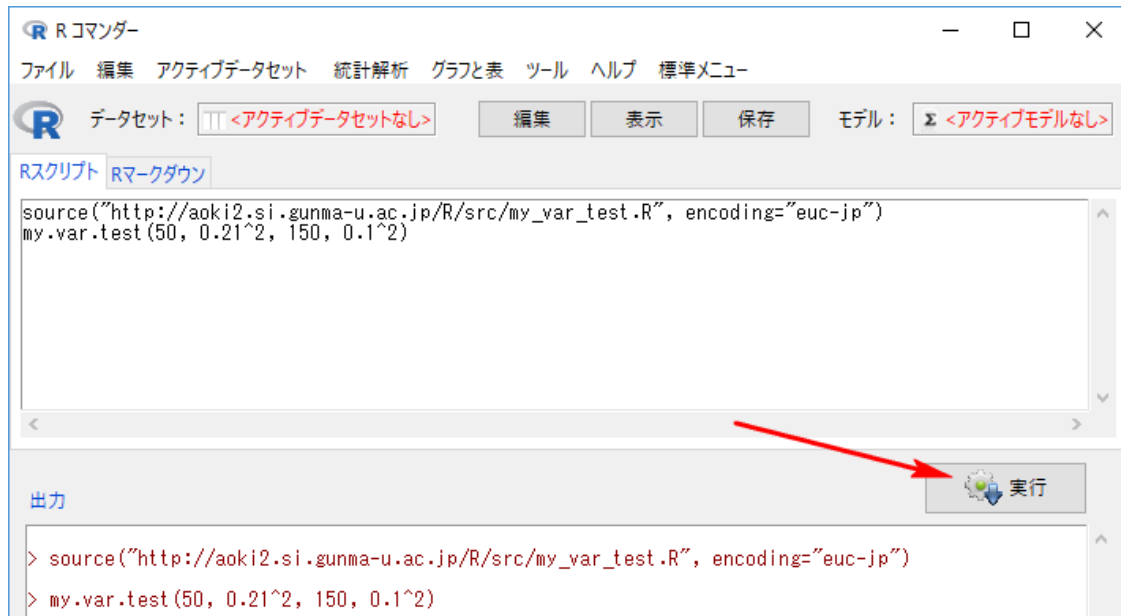 R コマンダー
ファイル 編集 アクティブデータセット 統計解析 グラフと表 ツール ヘルプ 標準メニュー
R データセット： <アクティブデータセットなし> 編集 表示 保存 モデル： Σ <アクティブモデルなし>
Rスクリプト Rマークダウン
source("http://aoki2.si.gunma-u.ac.jp/R/src/my_var_test.R", encoding="euc-jp")
my.var.test(50, 0.21^2, 150, 0.1^2)
実行
出力
> source("http://aoki2.si.gunma-u.ac.jp/R/src/my_var_test.R", encoding="euc-jp")
> my.var.test(50, 0.21^2, 150, 0.1^2)